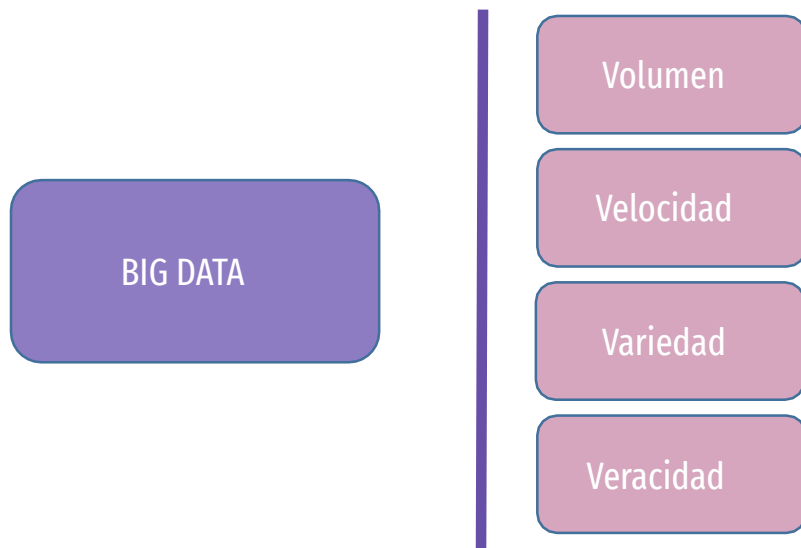 BIG DATA
Volumen
Velocidad
Variedad
Veracidad